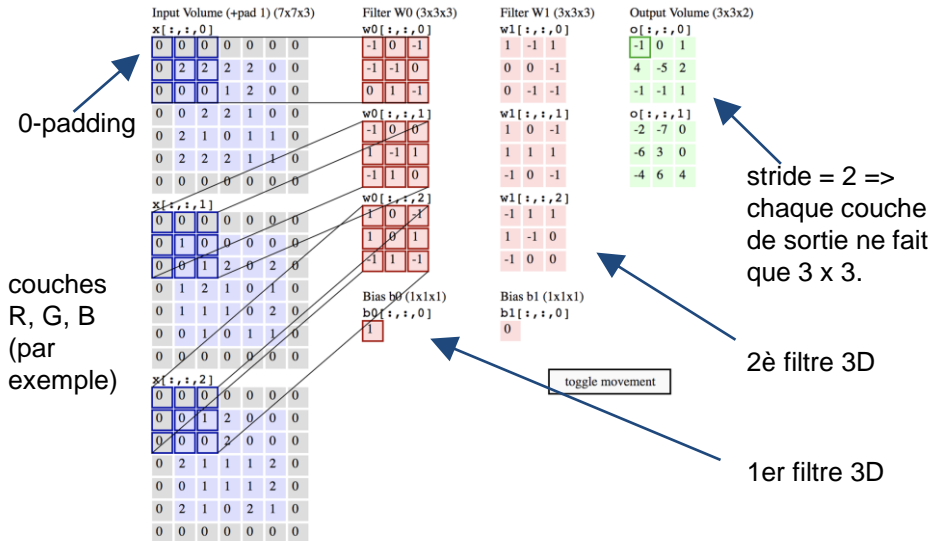 Input Volume (+pad 1) (7x7x3)
x[:,:,0]
0 0 0 0 0 0 0
0 2 2 2 2 0 0
0 0 0 1 2 0 0
0 0 2 2 1 0 0
0 2 1 0 1 1 0
0 2 2 2 1 1 0
0 0 0 0 0 0 0
x[:,:,1]
0 0 0 0 0 0 0
0 1 0 0 0 0 0
0 0 1 2 0 2 0
0 1 2 1 0 1 0
0 1 1 1 0 2 0
0 0 1 0 1 1 0
0 0 0 0 0 0 0
x[:,:,2]
0 0 0 0 0 0 0
0 0 1 2 0 0 0
0 0 0 2 0 0 0
0 2 1 1 1 2 0
0 0 1 1 1 2 0
0 2 1 0 2 1 0
0 0 0 0 0 0 0
0-padding
couches
R, G, B
(par
exemple)
Filter W0 (3x3x3)
w0[:,:,0]
-1 0 -1
-1 -1 0
0 1 -1
w0[:,:,1]
-1 0 0
1 -1 1
-1 1 0
w0[:,:,2]
1 0 -1
1 0 1
-1 1 -1
Bias b0 (1x1x1)
b0[:,:,0]
1
Filter W1 (3x3x3)
w1[:,:,0]
1 -1 1
0 0 -1
0 -1 -1
w1[:,:,1]
1 0 -1
1 1 1
-1 0 -1
w1[:,:,2]
-1 1 1
1 -1 0
-1 0 0
Bias b1 (1x1x1)
b1[:,:,0]
0
Output Volume (3x3x2)
o[:,:,0]
-1 0 1
4 -5 2
-1 -1 1
o[:,:,1]
-2 -7 0
-6 3 0
-4 6 4
toggle movement
stride = 2 =>
chaque couche
de sortie ne fait
que 3 x 3.
2è filtre 3D
1er filtre 3D